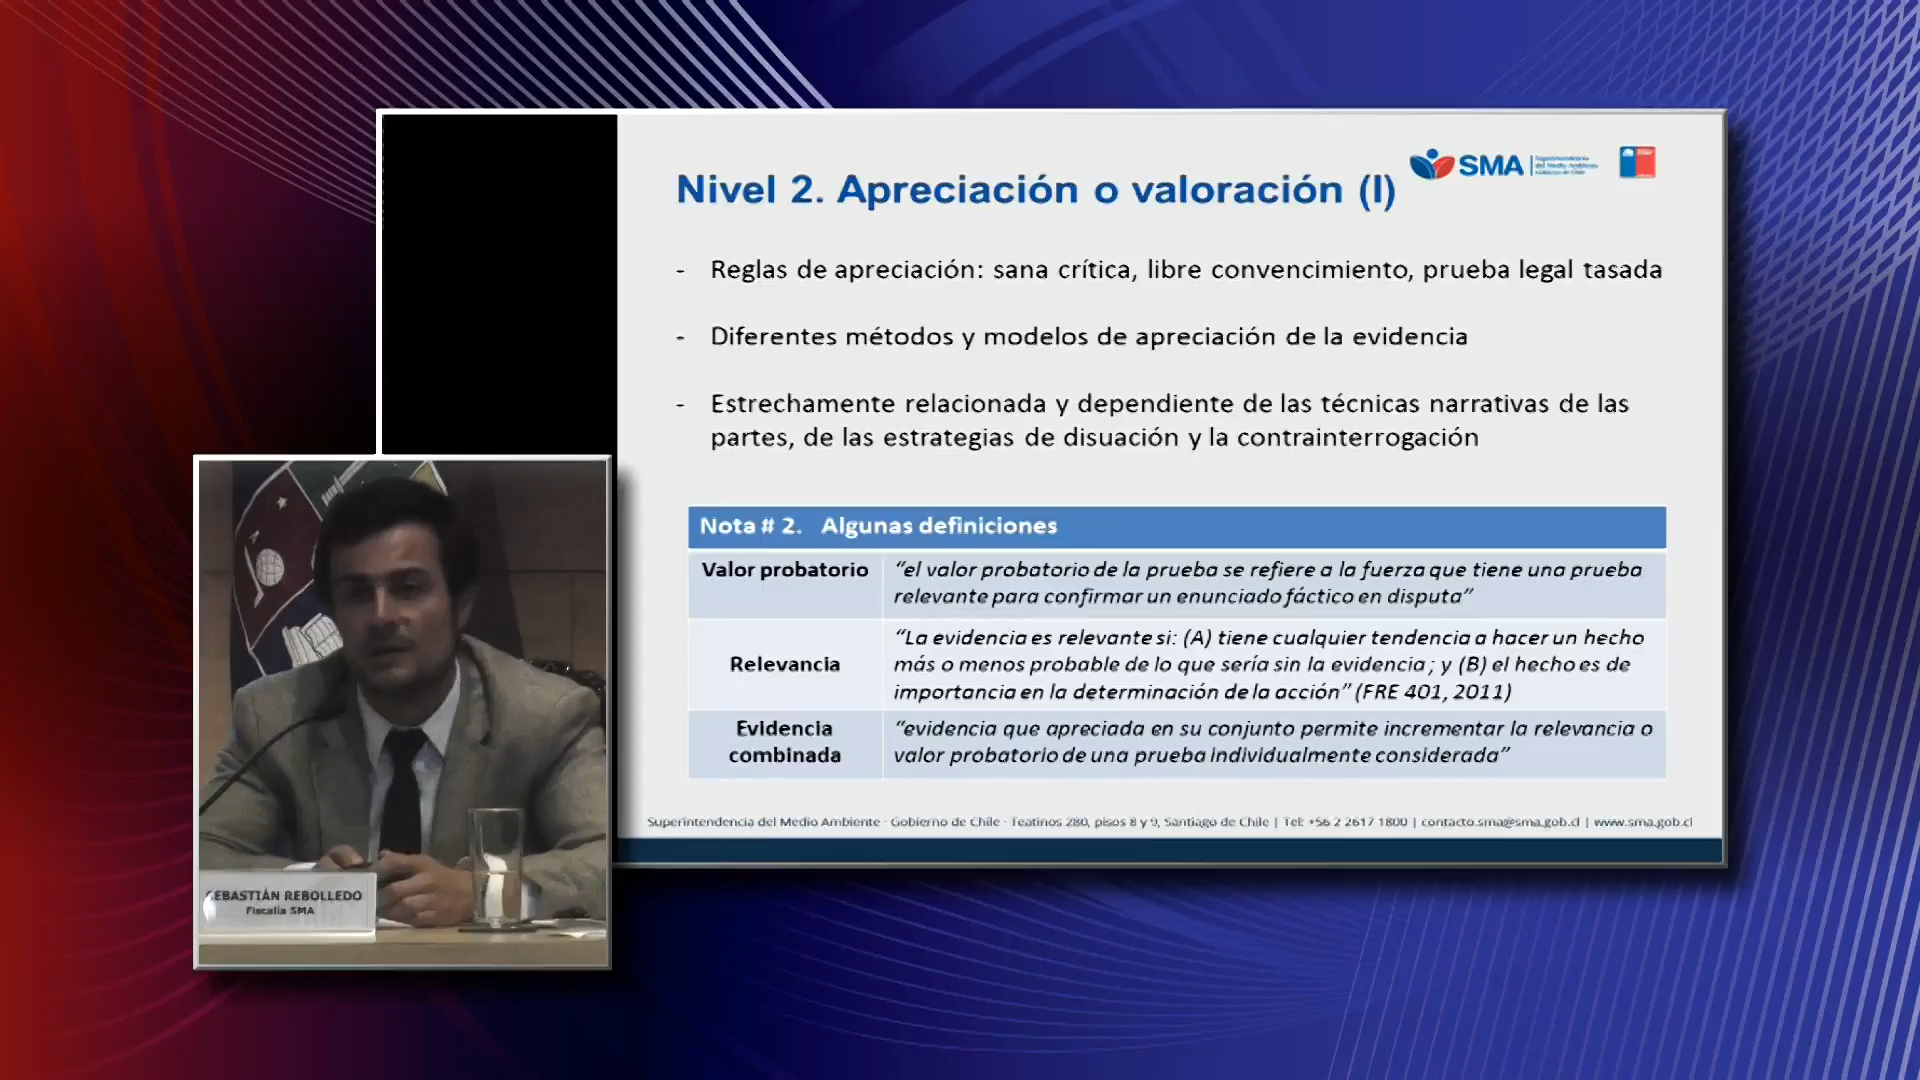 Nivel 2. Apreciación o valoración (I)
SMA
- Reglas de apreciación: sana crítica, libre convencimiento, prueba legal tasada
- Diferentes métodos y modelos de apreciación de la evidencia
- Estrechamente relacionada y dependiente de las técnicas narrativas de las
partes, de las estrategias de disuación y la contrainterrogación
Nota # 2. Algunas definiciones
Valor probatorio
“el valor probatorio de la prueba se refiere a la fuerza que tiene una prueba
relevante para confirmar un enunciado fáctico en disputa”
Relevancia
“La evidencia es relevante si: (A) tiene cualquier tendencia a hacer un hecho
más o menos probable de lo que sería sin la evidencia; y (B) el hecho es de
importancia en la determinación de la acción” (FRE 401, 2011)
Evidencia
combinada
“evidencia que apreciada en su conjunto permite incrementar la relevancia o
valor probatorio de una prueba individualmente considerada”
Superintendencia del Medio Ambiente · Gobierno de Chile · Teatinos 280, pisos 8 y 9, Santiago de Chile | Tel: +56 2 2617 1800 | contacto.sma@sma.gob.cl | www.sma.gob.cl
SEBASTIÁN REBOLLEDO
Fiscalía SMA